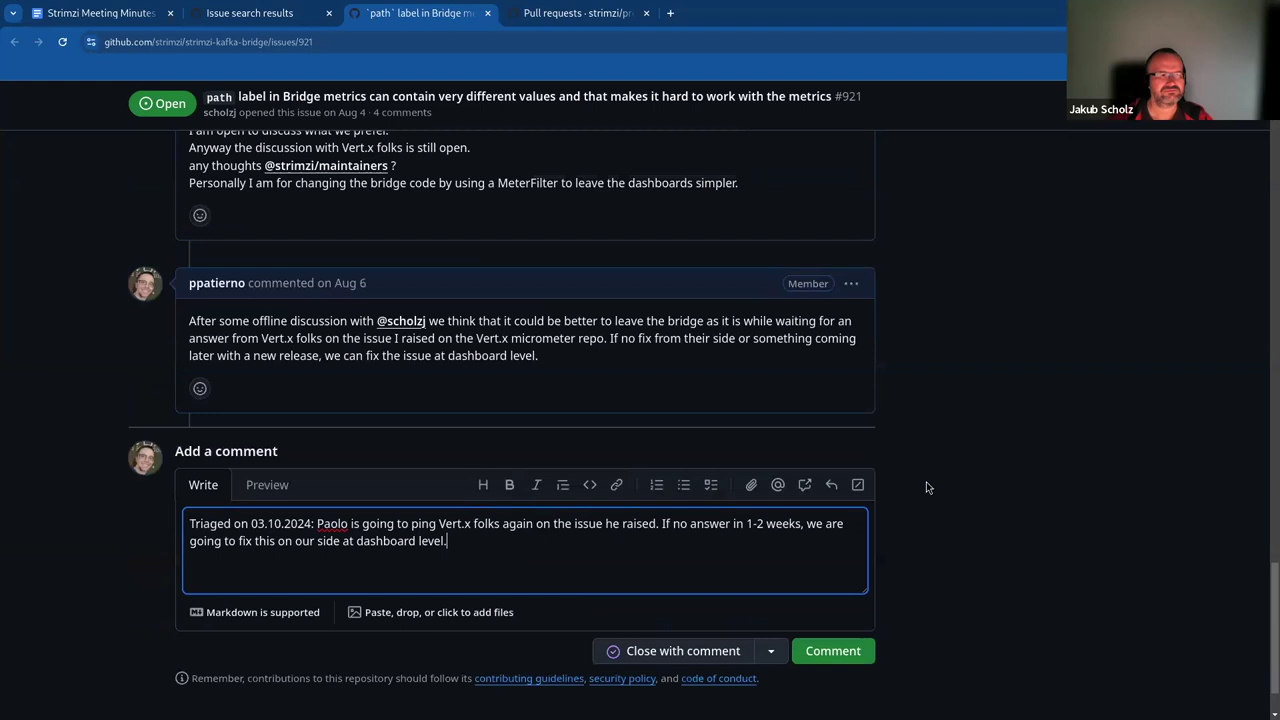 Strimzi Meeting Minutes
Issue search results
`path` label in Bridge m
Pull requests · strimzi/pr
github.com/strimzi/strimzi-kafka-bridge/issues/921
Jakub Scholz
Open
path label in Bridge metrics can contain very different values and that makes it hard to work with the metrics #921
scholzj opened this issue on Aug 4 · 4 comments
I am open to discuss what we prefer.
Anyway the discussion with Vert.x folks is still open.
any thoughts @strimzi/maintainers ?
Personally I am for changing the bridge code by using a MeterFilter to leave the dashboards simpler.
ppatierno commented on Aug 6
Member
After some offline discussion with @scholzj we think that it could be better to leave the bridge as it is while waiting for an
answer from Vert.x folks on the issue I raised on the Vert.x micrometer repo. If no fix from their side or something coming
later with a new release, we can fix the issue at dashboard level.
Add a comment
Write
Preview
Triaged on 03.10.2024: Paolo is going to ping Vert.x folks again on the issue he raised. If no answer in 1-2 weeks, we are
going to fix this on our side at dashboard level.
Markdown is supported
Paste, drop, or click to add files
Close with comment
Comment
Remember, contributions to this repository should follow its contributing guidelines, security policy, and code of conduct.